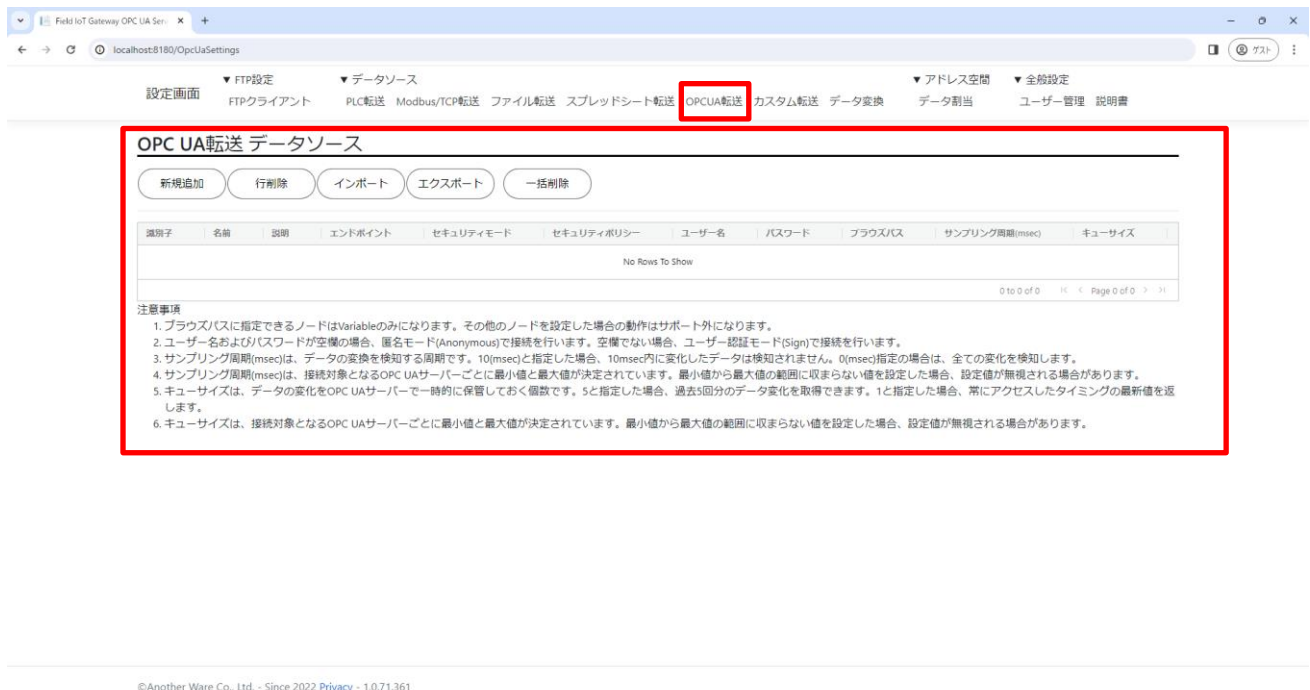 Field IoT Gateway OPC UA Ser
localhost:8180/OpcUaSettings
ゲスト
設定画面
▼ FTP設定
▼ データソース
▼ アドレス空間
▼ 全般設定
FTPクライアント
PLC転送 Modbus/TCP転送 ファイル転送 スプレッドシート転送 OPCUA転送 カスタム転送 データ変換
データ割当
ユーザー管理 説明書
OPC UA転送 データソース
新規追加 行削除 インポート エクスポート 一括削除
識別子 名前 説明 エンドポイント セキュリティモード セキュリティポリシー ユーザー名 パスワード ブラウズパス サンプリング周期(msec) キューサイズ
No Rows To Show
0 to 0 of 0 Page 0 of 0
注意事項
1. ブラウズパスに指定できるノードはVariableのみになります。その他のノードを設定した場合の動作はサポート外になります。
2. ユーザー名およびパスワードが空欄の場合、匿名モード(Anonymous)で接続を行います。空欄でない場合、ユーザー認証モード(Sign)で接続を行います。
3. サンプリング周期(msec)は、データの変換を検知する周期です。10(msec)と指定した場合、10msec内に変化したデータは検知されません。0(msec)指定の場合は、全ての変化を検知します。
4. サンプリング周期(msec)は、接続対象となるOPC UAサーバーごとに最小値と最大値が決定されています。最小値から最大値の範囲に収まらない値を設定した場合、設定値が無視される場合があります。
5. キューサイズは、データの変化をOPC UAサーバーで一時的に保管しておく個数です。5と指定した場合、過去5回分のデータ変化を取得できます。1と指定した場合、常にアクセスしたタイミングの最新値を返
します。
6. キューサイズは、接続対象となるOPC UAサーバーごとに最小値と最大値が決定されています。最小値から最大値の範囲に収まらない値を設定した場合、設定値が無視される場合があります。
©Another Ware Co., Ltd. - Since 2022 Privacy - 1.0.71.361